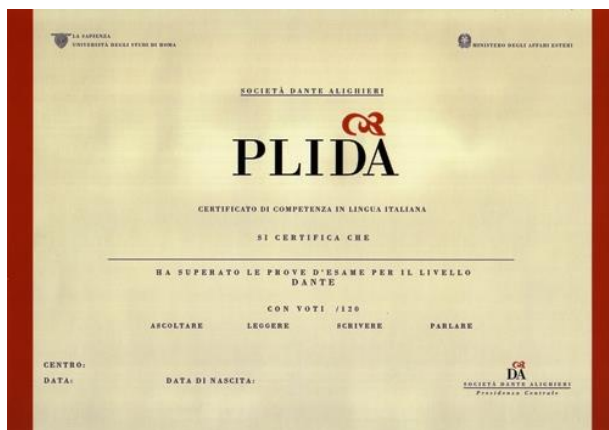 LA SAPIENZA
UNIVERSITÀ DEGLI STUDI DI ROMA
MINISTERO DEGLI AFFARI ESTERI
SOCIETÀ DANTE ALIGHIERI
PLIDA
CERTIFICATO DI COMPETENZA IN LINGUA ITALIANA
SI CERTIFICA CHE
HA SUPERATO LE PROVE D'ESAME PER IL LIVELLO
DANTE
CON VOTI /120
ASCOLTARE LEGGERE SCRIVERE PARLARE
CENTRO:
DATA: DATA DI NASCITA:
DA
SOCIETÀ DANTE ALIGHIERI
Presidenza Centrale